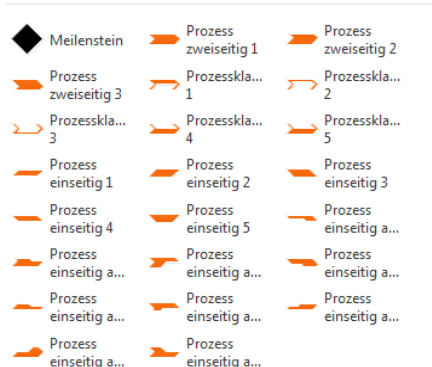 Meilenstein
Prozess
zweiseitig 1
Prozess
zweiseitig 2
Prozess
zweiseitig 3
Prozesskla...
1
Prozesskla...
2
Prozesskla...
3
Prozesskla...
4
Prozesskla...
5
Prozess
einseitig 1
Prozess
einseitig 2
Prozess
einseitig 3
Prozess
einseitig 4
Prozess
einseitig 5
Prozess
einseitig a...
Prozess
einseitig a...
Prozess
einseitig a...
Prozess
einseitig a...
Prozess
einseitig a...
Prozess
einseitig a...
Prozess
einseitig a...
Prozess
einseitig a...
Prozess
einseitig a...